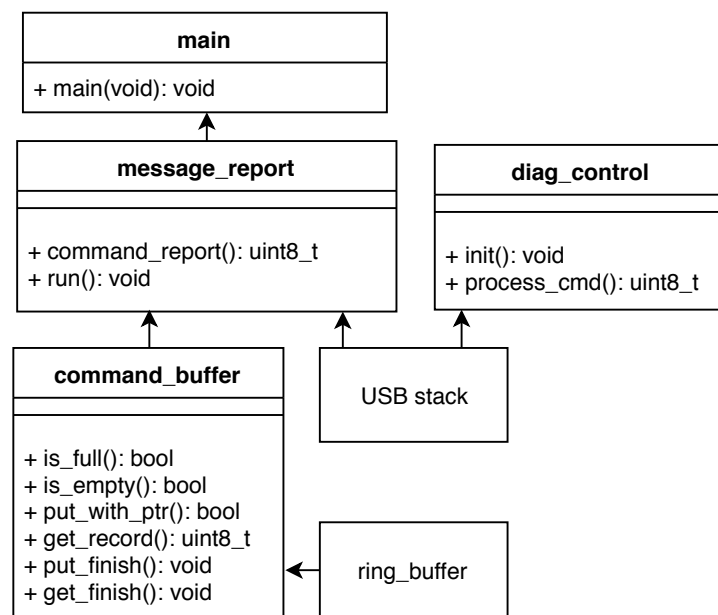 main
+ main(void): void
message_report
+ command_report(): uint8_t
+ run(): void
diag_control
+ init(): void
+ process_cmd(): uint8_t
command_buffer
+ is_full(): bool
+ is_empty(): bool
+ put_with_ptr(): bool
+ get_record(): uint8_t
+ put_finish(): void
+ get_finish(): void
USB stack
ring_buffer